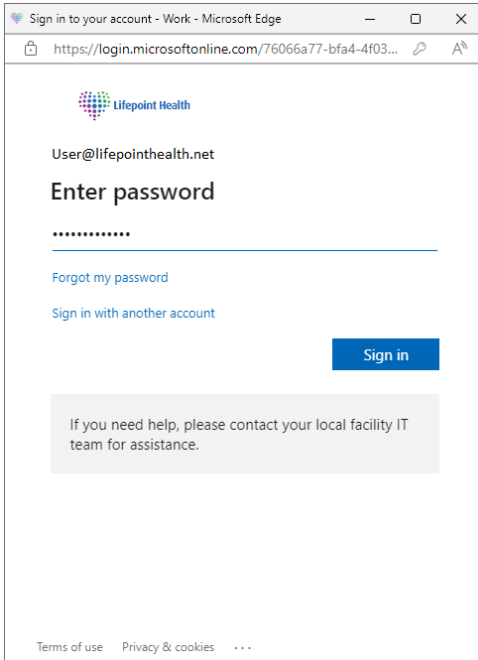 Sign in to your account - Work - Microsoft Edge
https://login.microsoftonline.com/76066a77-bfa4-4f03...
Lifepoint Health
User@lifepointhealth.net
Enter password
•••••••••••••
Forgot my password
Sign in with another account
Sign in
If you need help, please contact your local facility IT
team for assistance.
Terms of use Privacy & cookies ...